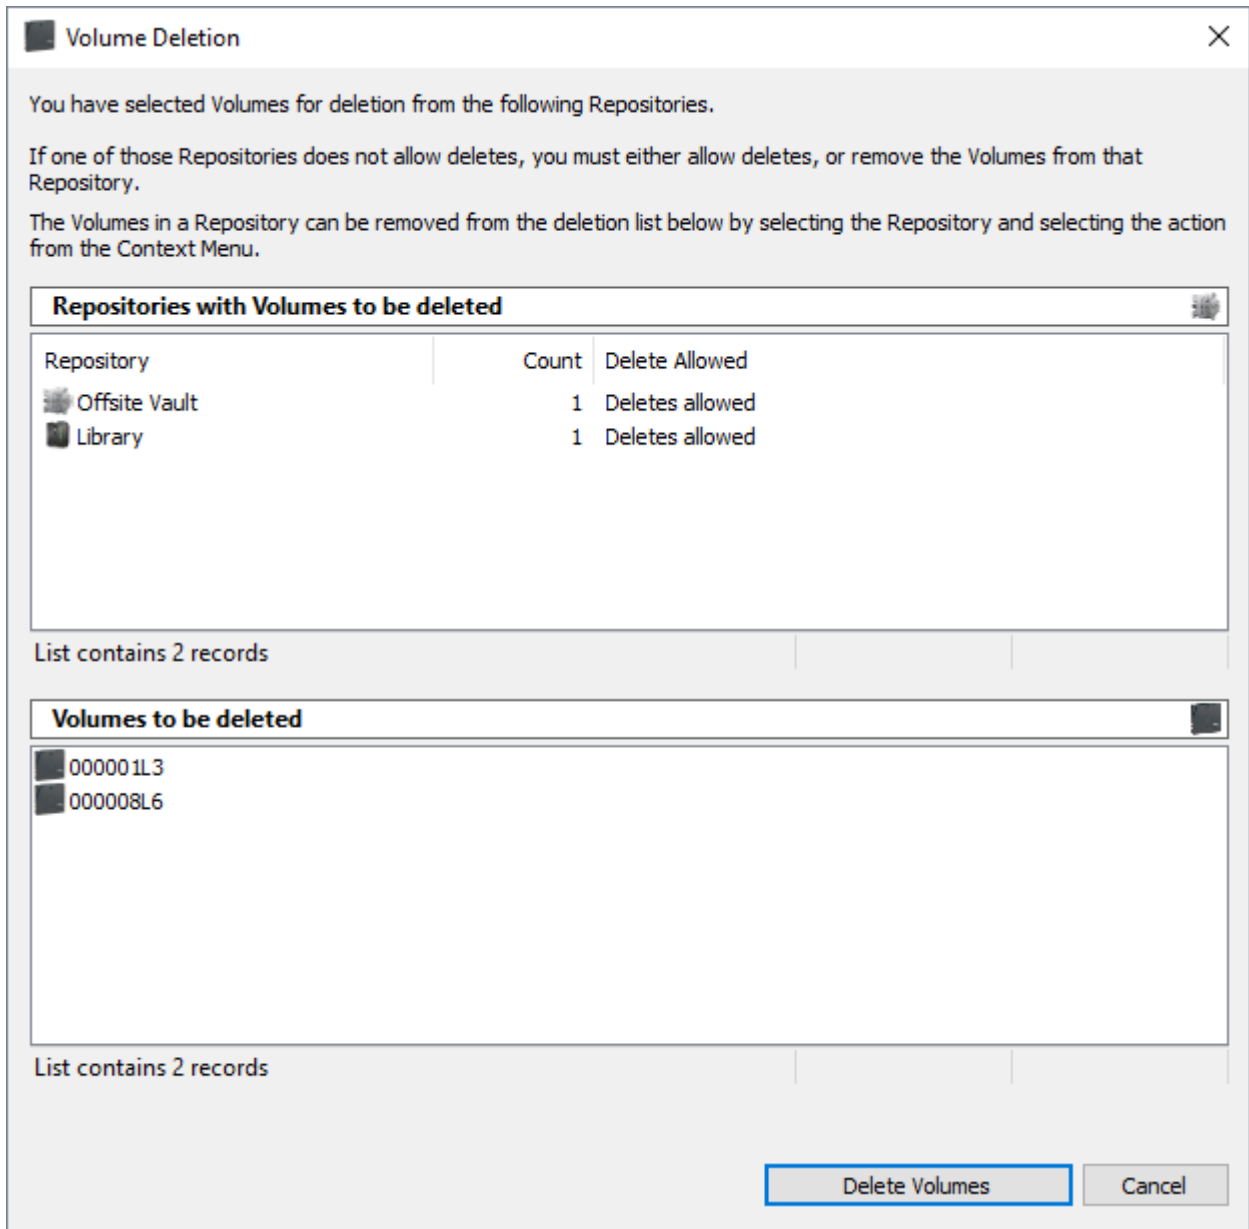 Volume Deletion
You have selected Volumes for deletion from the following Repositories.
If one of those Repositories does not allow deletes, you must either allow deletes, or remove the Volumes from that
Repository.
The Volumes in a Repository can be removed from the deletion list below by selecting the Repository and selecting the action
from the Context Menu.
Repositories with Volumes to be deleted
Repository Count Delete Allowed
Offsite Vault 1 Deletes allowed
Library 1 Deletes allowed
List contains 2 records
Volumes to be deleted
000001L3
000008L6
List contains 2 records
Delete Volumes Cancel